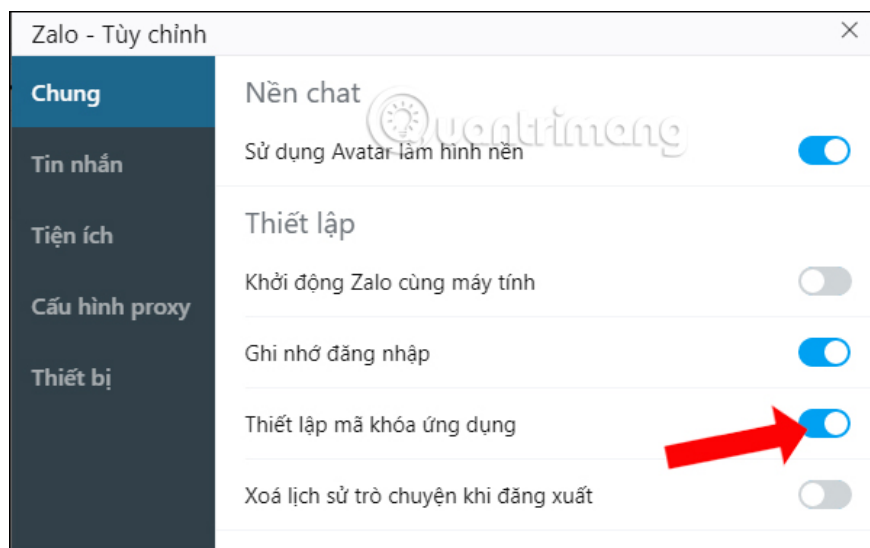 Zalo - Tùy chỉnh
Chung
Tin nhắn
Tiện ích
Cấu hình proxy
Thiết bị
Nền chat
Quantrimang
Sử dụng Avatar làm hình nền
Thiết lập
Khởi động Zalo cùng máy tính
Ghi nhớ đăng nhập
Thiết lập mã khóa ứng dụng
Xoá lịch sử trò chuyện khi đăng xuất